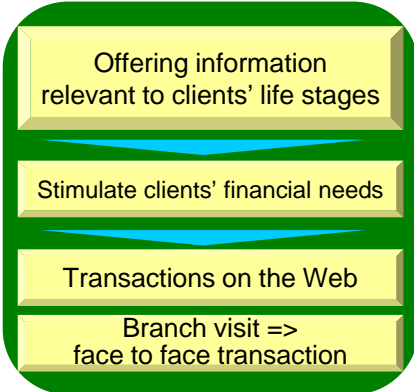 Offering information
relevant to clients’ life stages
Stimulate clients’ financial needs
Transactions on the Web
Branch visit =>
face to face transaction